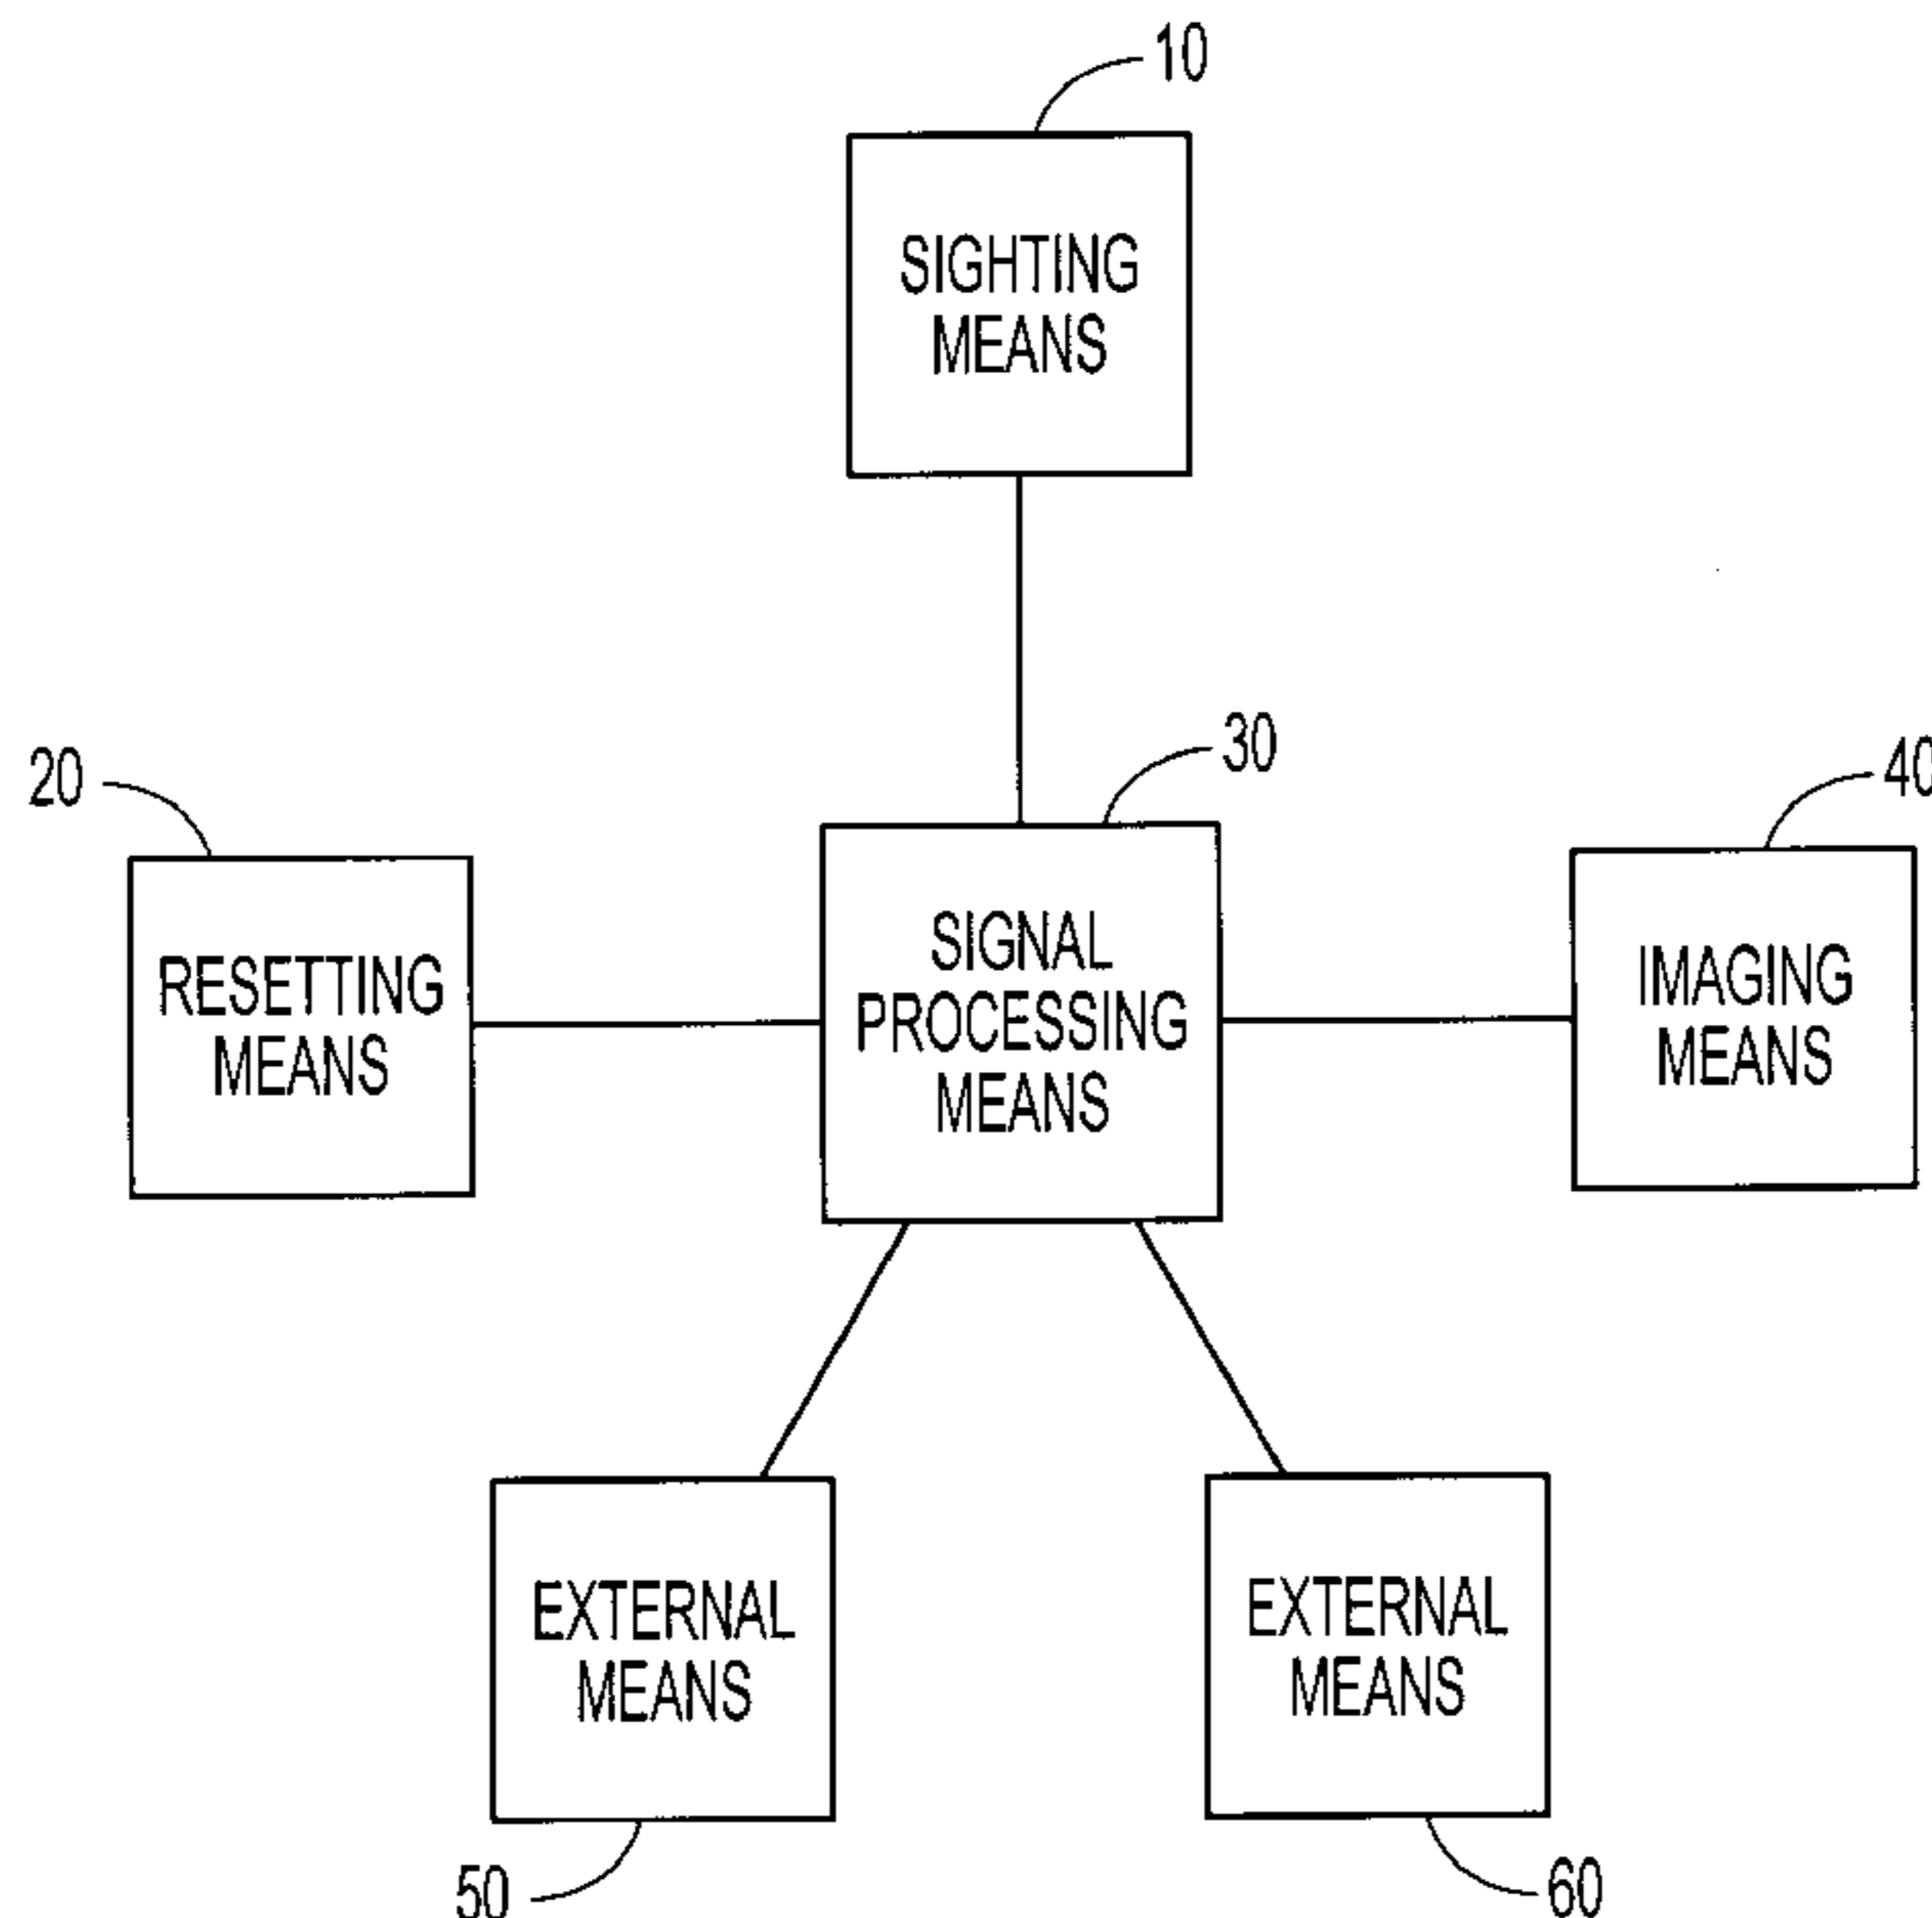 10
SIGHTING
MEANS
20
30
40
RESETTING
MEANS
SIGNAL
PROCESSING
MEANS
IMAGING
MEANS
EXTERNAL
MEANS
EXTERNAL
MEANS
50
60